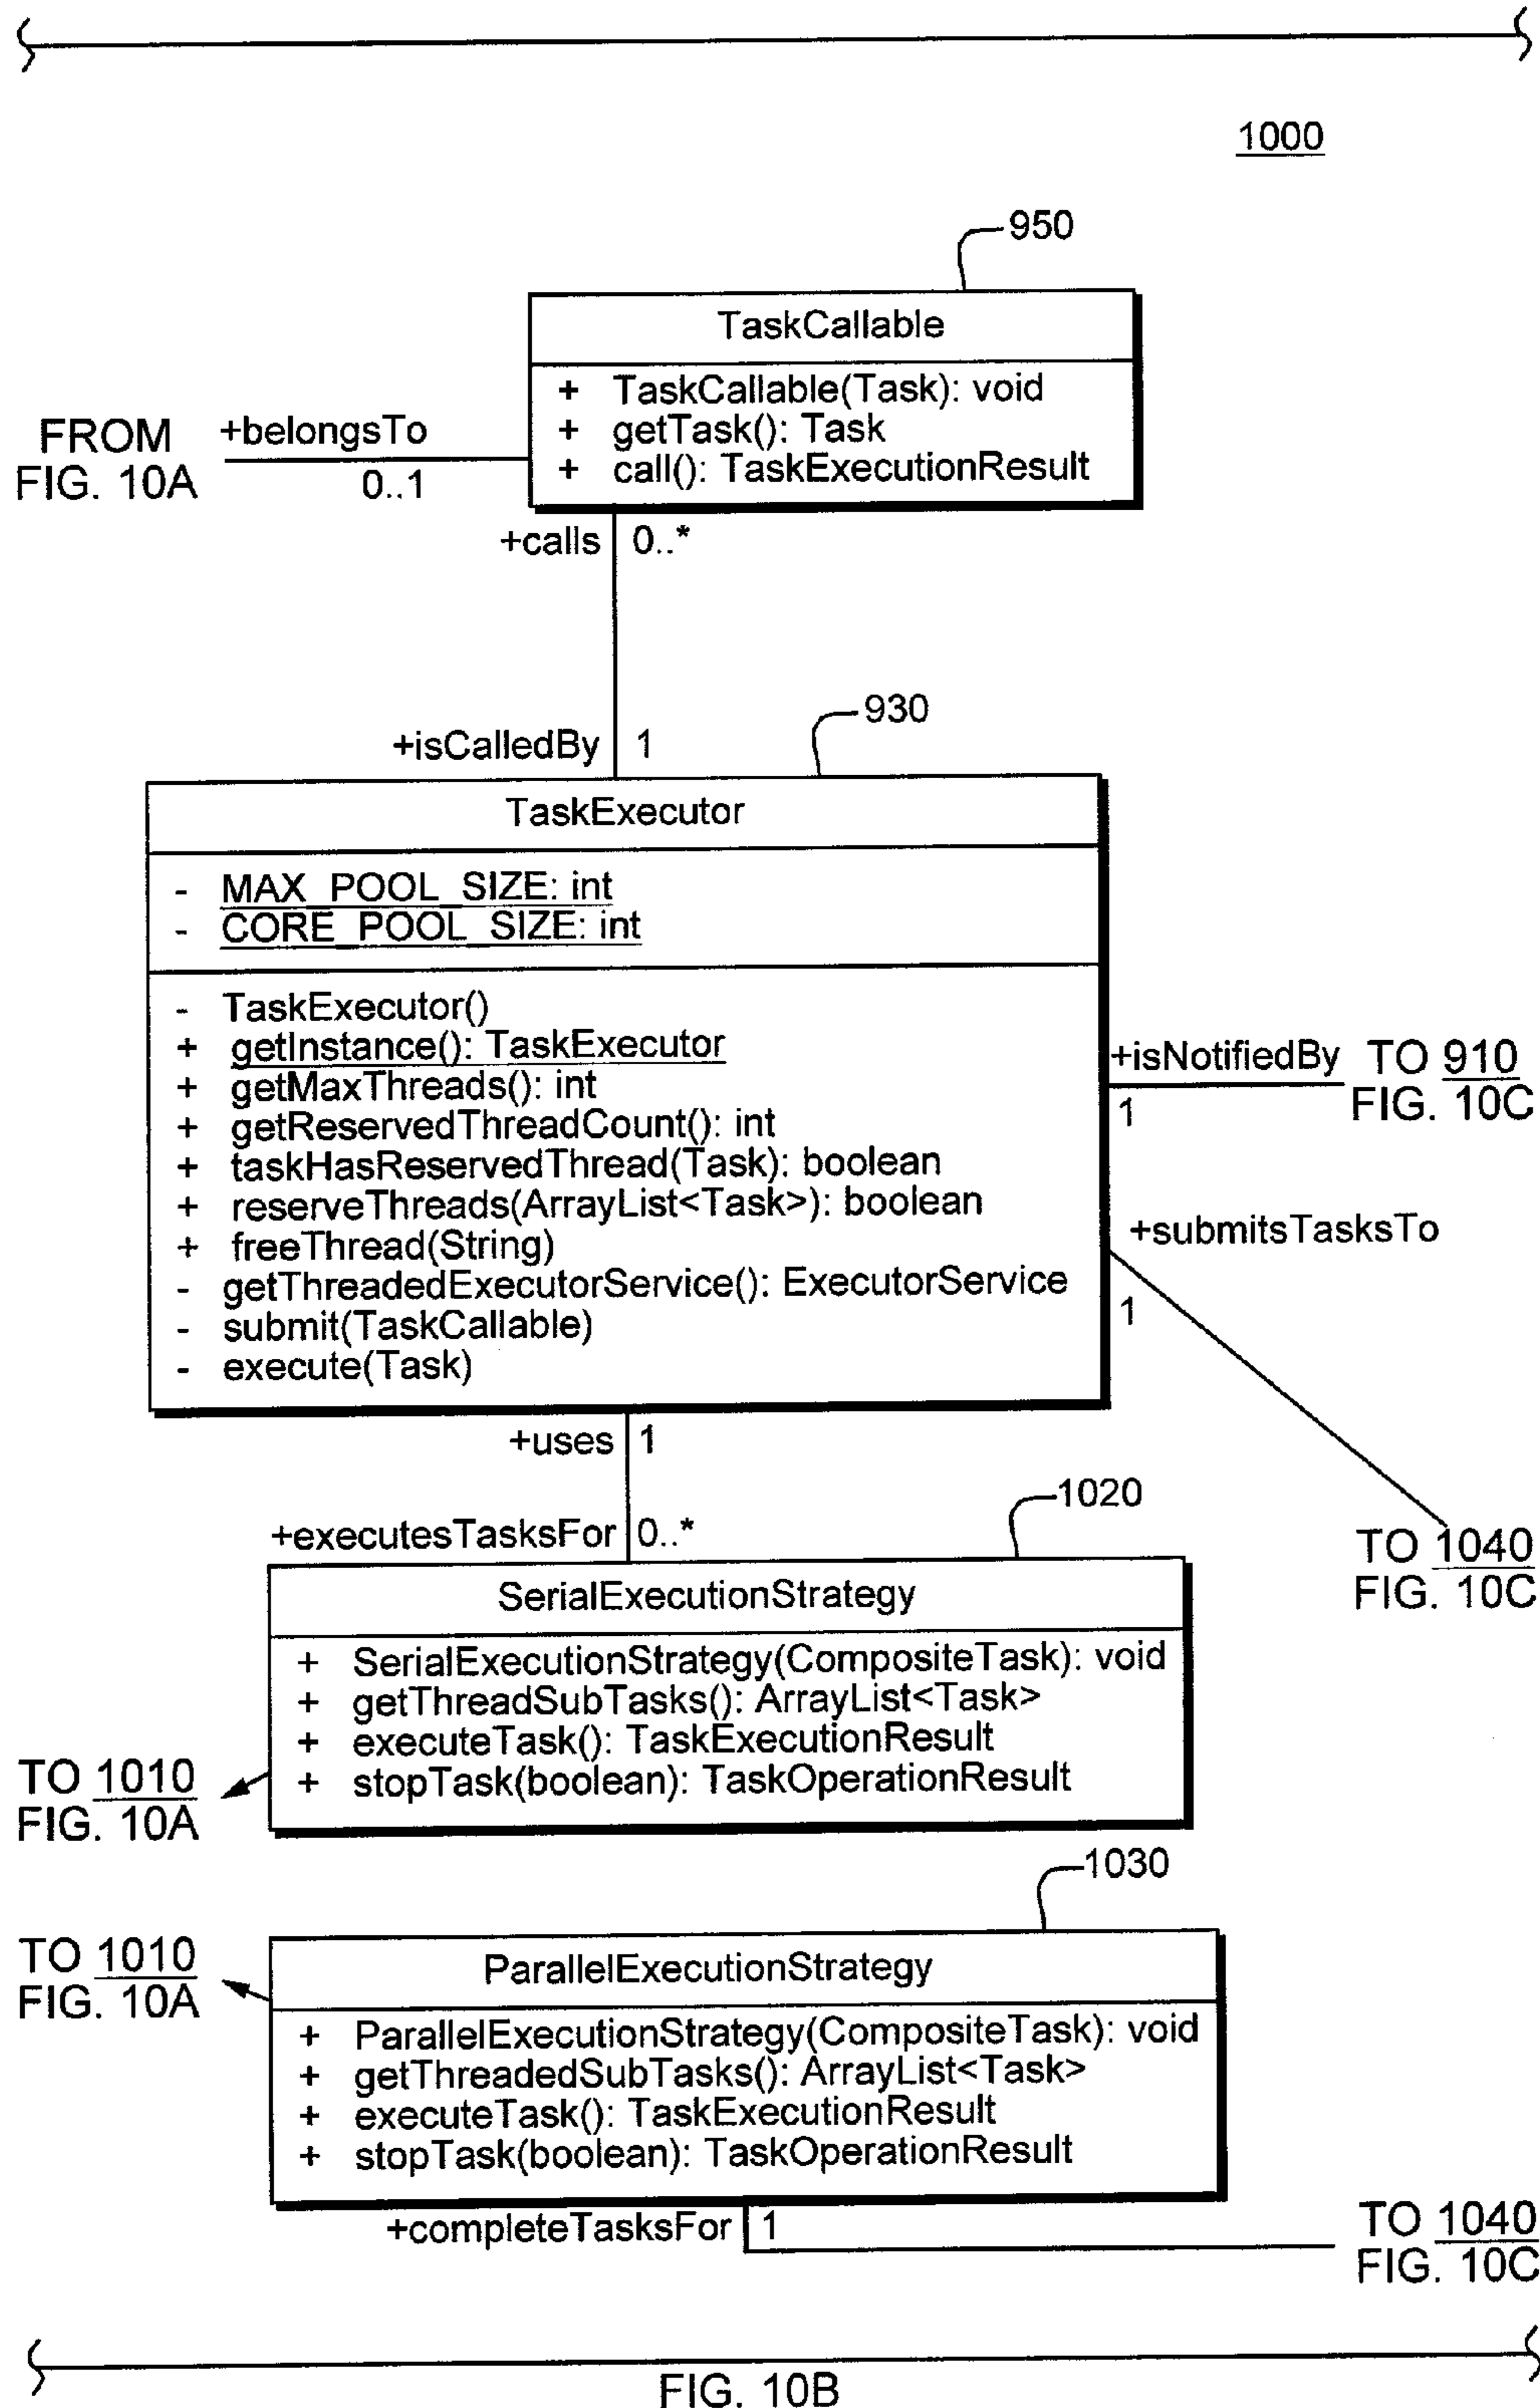 1000
950
TaskCallable
+ TaskCallable(Task): void
+ getTask(): Task
+ call(): TaskExecutionResult
FROM
FIG. 10A
+belongsTo
0..1
+calls 0..*
930
+isCalledBy 1
TaskExecutor
- MAX_POOL_SIZE: int
- CORE_POOL_SIZE: int
- TaskExecutor()
+ getInstance(): TaskExecutor
+ getMaxThreads(): int
+ getReservedThreadCount(): int
+ taskHasReservedThread(Task): boolean
+ reserveThreads(ArrayList<Task>): boolean
+ freeThread(String)
- getThreadedExecutorService(): ExecutorService
- submit(TaskCallable)
- execute(Task)
+isNotifiedBy
1
TO 910
FIG. 10C
+submitsTasksTo
1
TO 1040
FIG. 10C
+uses 1
+executesTasksFor 0..*
1020
SerialExecutionStrategy
+ SerialExecutionStrategy(CompositeTask): void
+ getThreadSubTasks(): ArrayList<Task>
+ executeTask(): TaskExecutionResult
+ stopTask(boolean): TaskOperationResult
TO 1010
FIG. 10A
1030
TO 1010
FIG. 10A
ParallelExecutionStrategy
+ ParallelExecutionStrategy(CompositeTask): void
+ getThreadedSubTasks(): ArrayList<Task>
+ executeTask(): TaskExecutionResult
+ stopTask(boolean): TaskOperationResult
+completeTasksFor 1
TO 1040
FIG. 10C
FIG. 10B